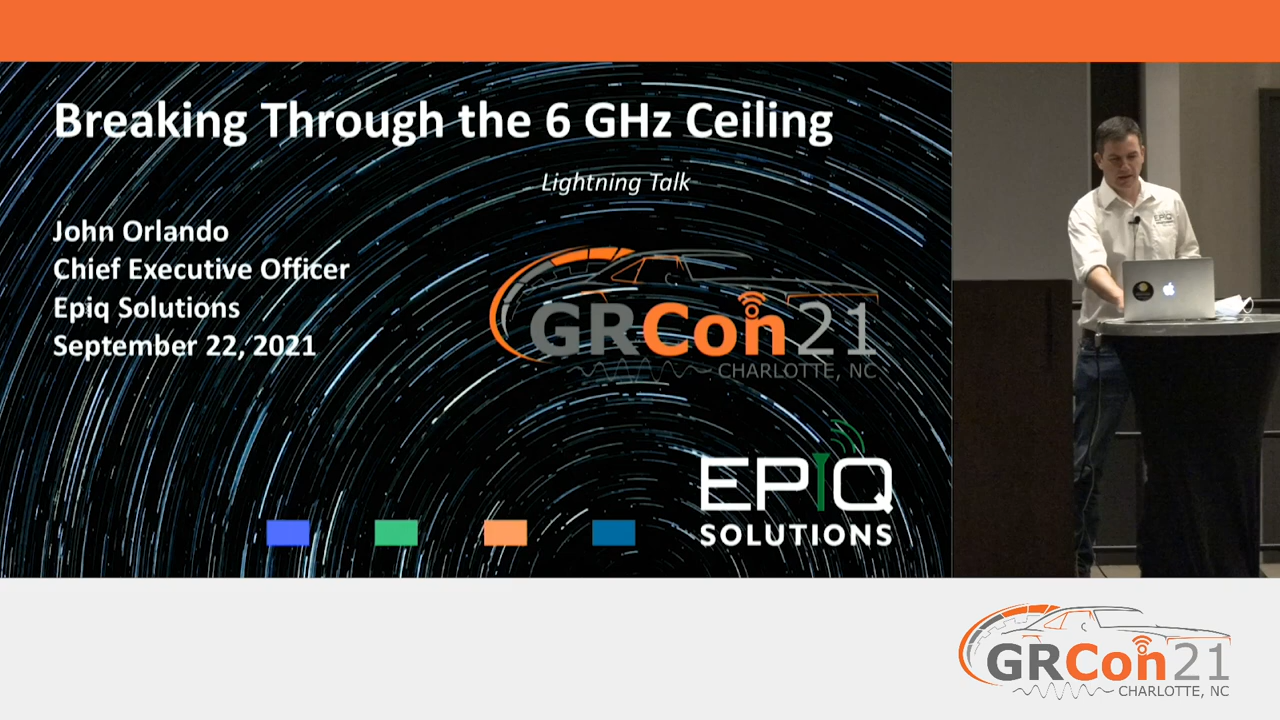 Breaking Through the 6 GHz Ceiling
Lightning Talk
John Orlando
Chief Executive Officer
Epiq Solutions
September 22, 2021
GRCon21
CHARLOTTE, NC
EPIQ
SOLUTIONS
EPIQ
GRCon21
CHARLOTTE, NC